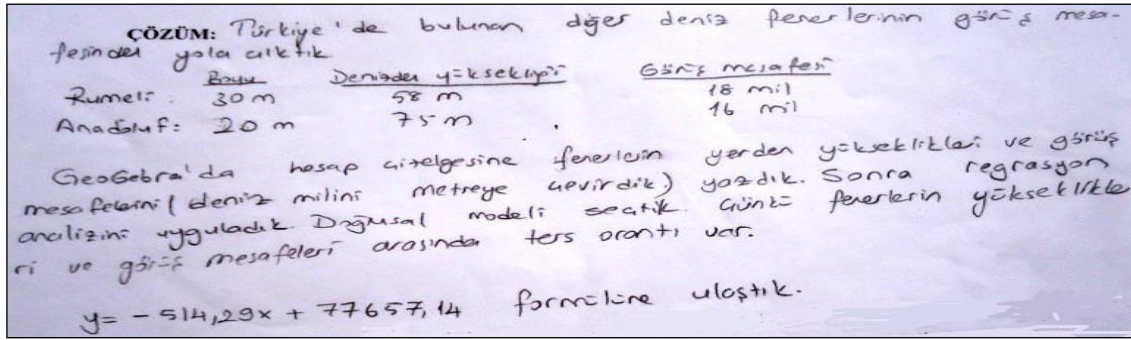 ÇÖZÜM: Türkiye'de bulunan diğer deniz fenerlerinin görüş mesa-
fesinden yola çıktık
Boyu Denizden yüksekliği Görüş mesafesi
Rumeli: 30 m 58 m 18 mil
Anadoluf: 20 m 75 m 16 mil
GeoGebra'da hesap çizelgesine fenerlerin yerden yükseklikleri ve görüş
mesafelerini (deniz milini metreye çevirdik.) yazdık. Sonra regrasyon
analizini uyguladık Doğrusal modeli seçtik. Çünkü fenerlerin yükseklikle
ri ve görüş mesafeleri arasında ters orantı var.
y= -514,29x + 77657,14 formülüne ulaştık.